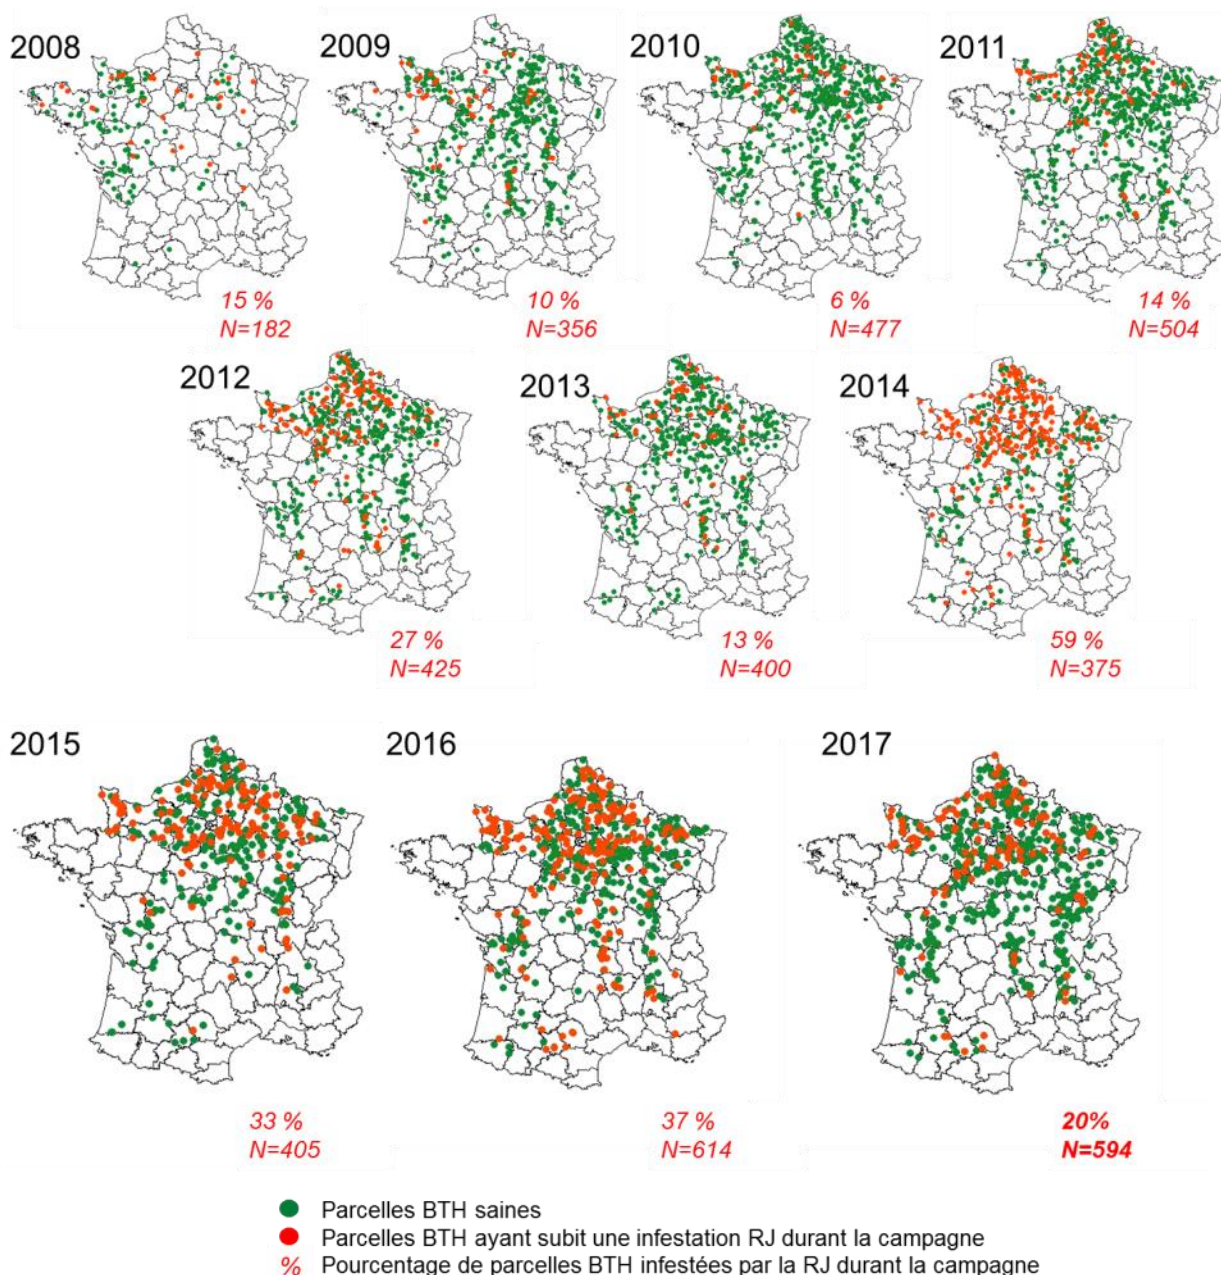 2008
2009
2010
2011
15 %
N=182
10 %
N=356
6 %
N=477
14 %
N=504
2012
2013
2014
27 %
N=425
13 %
N=400
59 %
N=375
2015
2016
2017
33 %
N=405
37 %
N=614
20%
N=594
Parcelles BTH saines
Parcelles BTH ayant subit une infestation RJ durant la campagne
% Pourcentage de parcelles BTH infestées par la RJ durant la campagne